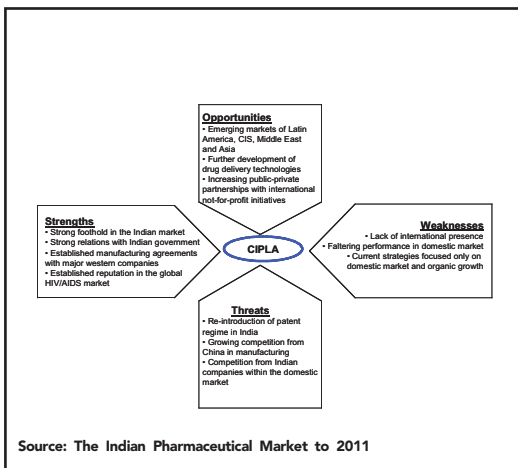 Opportunities
• Emerging markets of Latin
America, CIS, Middle East
and Asia
• Further development of
drug delivery technologies
• Increasing public-private
partnerships with international
not-for-profit initiatives
Strengths
• Strong foothold in the Indian market
• Strong relations with Indian government
• Established manufacturing agreements
with major western companies
• Established reputation in the global
HIV/AIDS market
CIPLA
Weaknesses
• Lack of international presence
• Faltering performance in domestic market
• Current strategies focused only on
domestic market and organic growth
Threats
• Re-introduction of patent
regime in India
• Growing competition from
China in manufacturing
• Competition from Indian
companies within the domestic
market
Source: The Indian Pharmaceutical Market to 2011